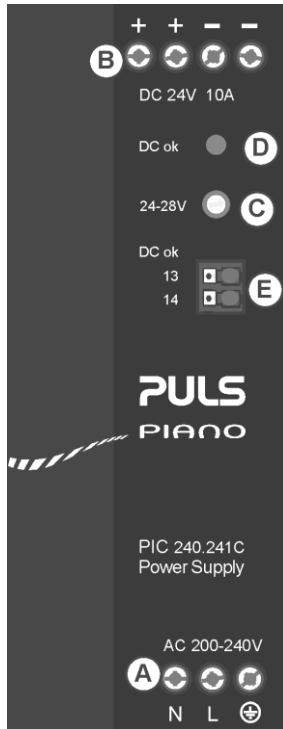 + + − −
B
DC 24V 10A
DC ok
D
24-28V
C
DC ok
13
14
E
PULS
PIANO
PIC 240.241C
Power Supply
AC 200-240V
A
N L